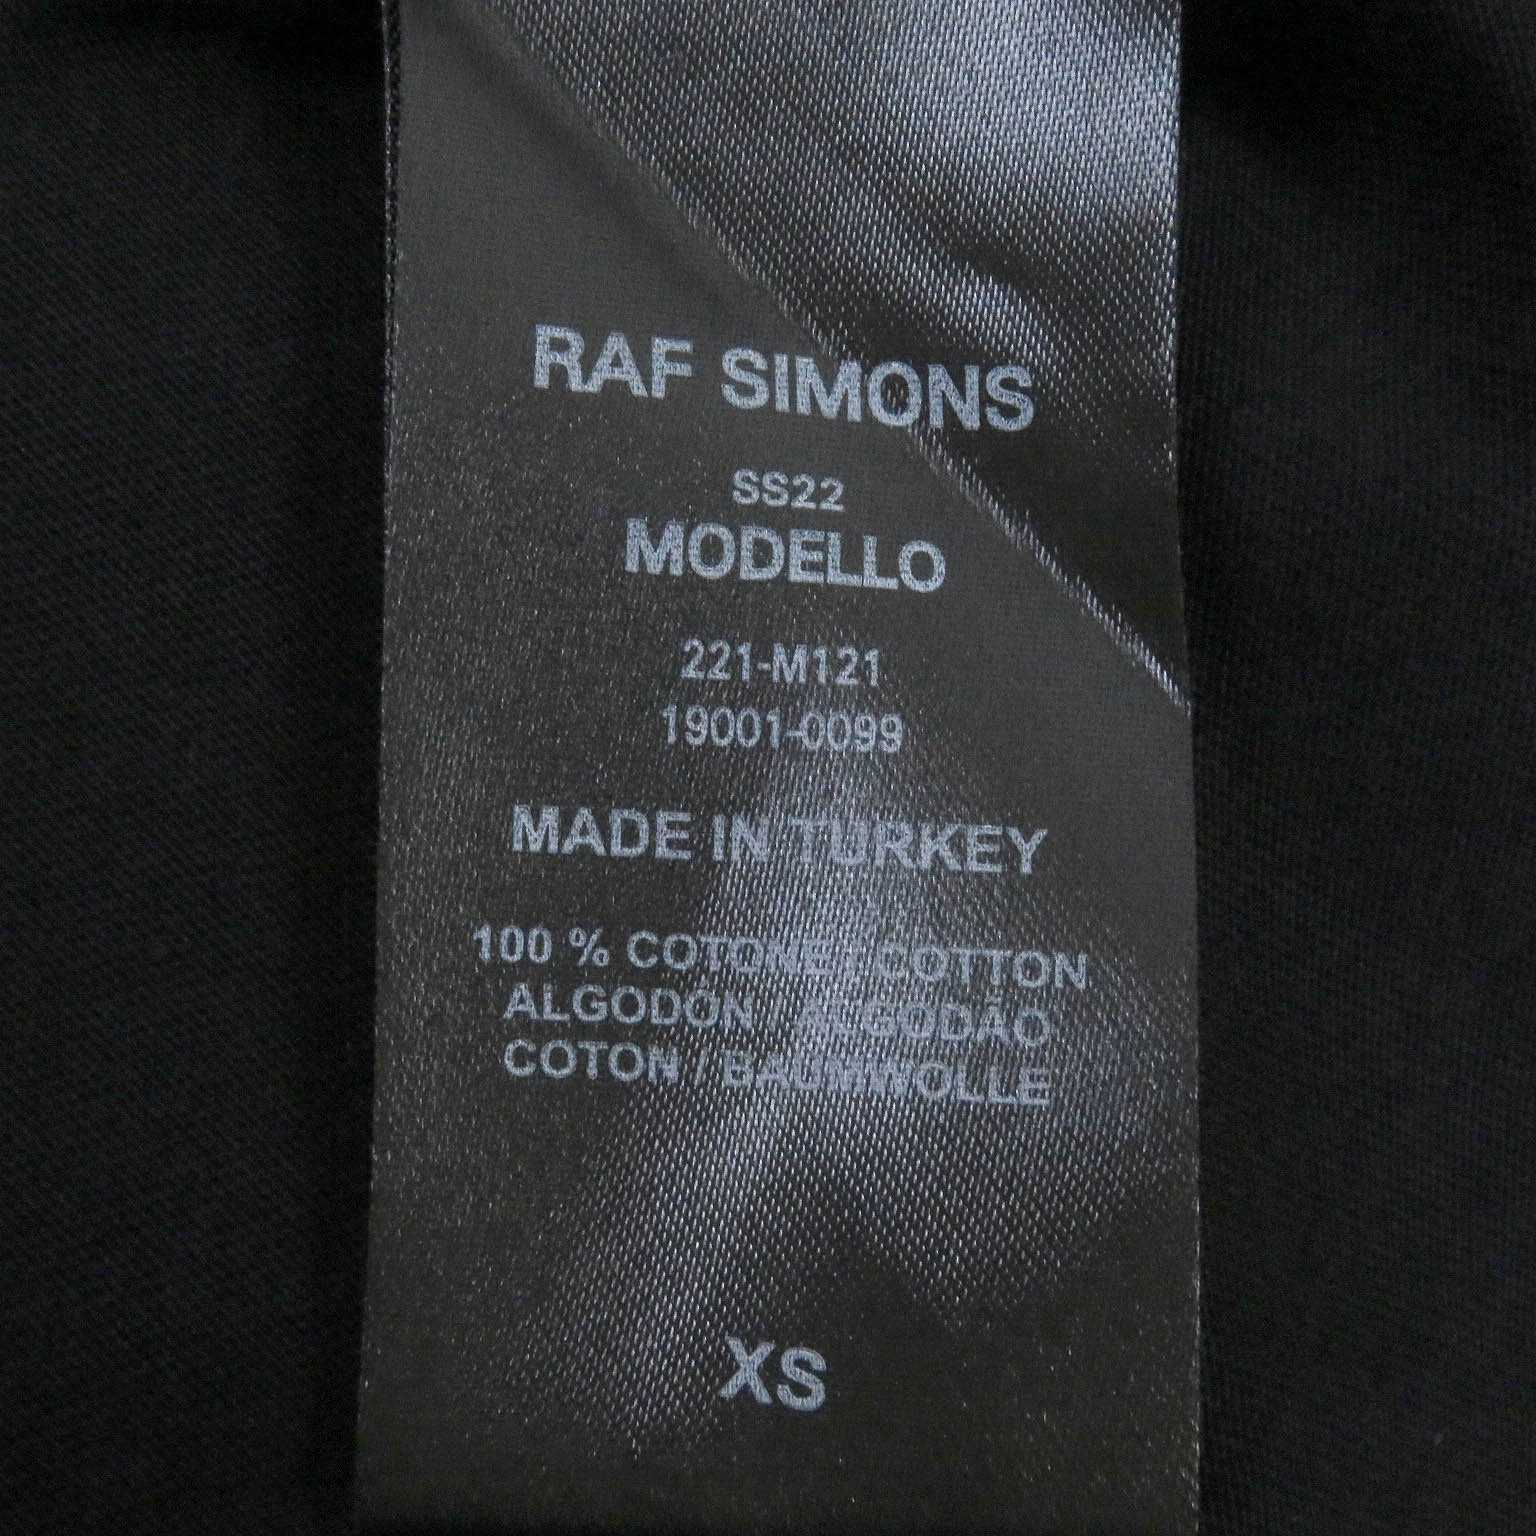 RAF SIMONS
SS22
MODELLO
221-M121
19001-0099
MADE IN TURKEY
100 % COTONE / COTTON
ALGODÓN / ALGODÃO
COTON / BAUMWOLLE
XS